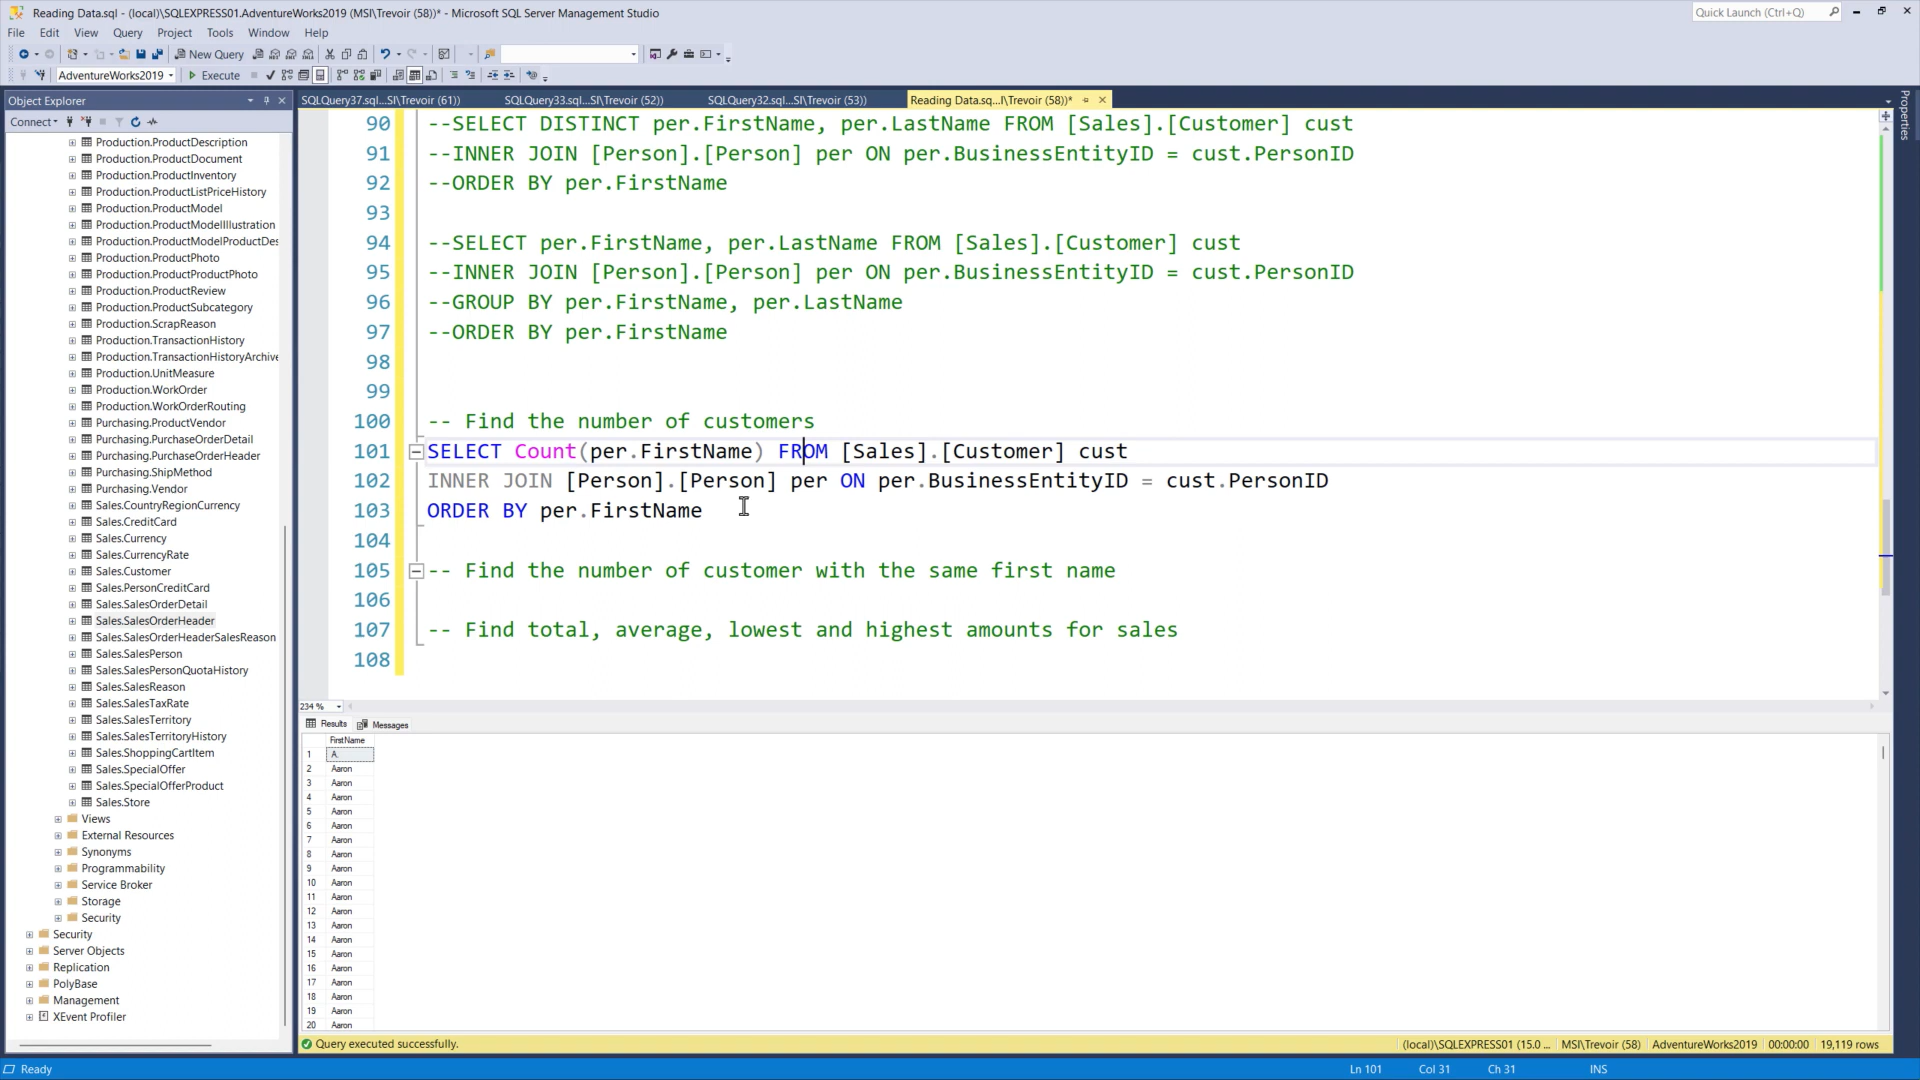 Reading Data.sql - (local)\SQLEXPRESS01.AdventureWorks2019 (MSI\Trevoir (58))* - Microsoft SQL Server Management Studio
Quick Launch (Ctrl+Q)
File Edit View Query Project Tools Window Help
New Query
AdventureWorks2019 Execute
Object Explorer
Connect
Production.ProductDescription
Production.ProductDocument
Production.ProductInventory
Production.ProductListPriceHistory
Production.ProductModel
Production.ProductModelIllustration
Production.ProductModelProductDes
Production.ProductPhoto
Production.ProductProductPhoto
Production.ProductReview
Production.ProductSubcategory
Production.ScrapReason
Production.TransactionHistory
Production.TransactionHistoryArchive
Production.UnitMeasure
Production.WorkOrder
Production.WorkOrderRouting
Purchasing.ProductVendor
Purchasing.PurchaseOrderDetail
Purchasing.PurchaseOrderHeader
Purchasing.ShipMethod
Purchasing.Vendor
Sales.CountryRegionCurrency
Sales.CreditCard
Sales.Currency
Sales.CurrencyRate
Sales.Customer
Sales.PersonCreditCard
Sales.SalesOrderDetail
Sales.SalesOrderHeader
Sales.SalesOrderHeaderSalesReason
Sales.SalesPerson
Sales.SalesPersonQuotaHistory
Sales.SalesReason
Sales.SalesTaxRate
Sales.SalesTerritory
Sales.SalesTerritoryHistory
Sales.ShoppingCartItem
Sales.SpecialOffer
Sales.SpecialOfferProduct
Sales.Store
Views
External Resources
Synonyms
Programmability
Service Broker
Storage
Security
Security
Server Objects
Replication
PolyBase
Management
XEvent Profiler
SQLQuery37.sql...SI\Trevoir (61)) SQLQuery33.sql...SI\Trevoir (52)) SQLQuery32.sql...SI\Trevoir (53)) Reading Data.sq...I\Trevoir (58))*
Properties
90 --SELECT DISTINCT per.FirstName, per.LastName FROM [Sales].[Customer] cust
91 --INNER JOIN [Person].[Person] per ON per.BusinessEntityID = cust.PersonID
92 --ORDER BY per.FirstName
93
94 --SELECT per.FirstName, per.LastName FROM [Sales].[Customer] cust
95 --INNER JOIN [Person].[Person] per ON per.BusinessEntityID = cust.PersonID
96 --GROUP BY per.FirstName, per.LastName
97 --ORDER BY per.FirstName
98
99
100 -- Find the number of customers
101 SELECT Count(per.FirstName) FROM [Sales].[Customer] cust
102 INNER JOIN [Person].[Person] per ON per.BusinessEntityID = cust.PersonID
103 ORDER BY per.FirstName
104
105 -- Find the number of customer with the same first name
106
107 -- Find total, average, lowest and highest amounts for sales
108
234 %
Results Messages
FirstName
1 A.
2 Aaron
3 Aaron
4 Aaron
5 Aaron
6 Aaron
7 Aaron
8 Aaron
9 Aaron
10 Aaron
11 Aaron
12 Aaron
13 Aaron
14 Aaron
15 Aaron
16 Aaron
17 Aaron
18 Aaron
19 Aaron
20 Aaron
Query executed successfully.
(local)\SQLEXPRESS01 (15.0 ... MSI\Trevoir (58) AdventureWorks2019 00:00:00 19,119 rows
Ready
Ln 101 Col 31 Ch 31 INS